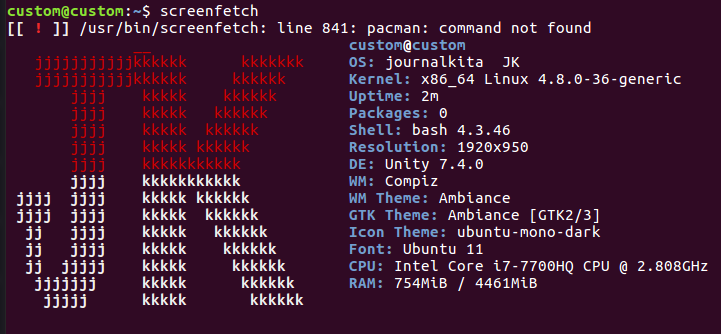 custom@custom:~$ screenfetch
[[ ! ]] /usr/bin/screenfetch: line 841: pacman: command not found
               __                      custom@custom
   jjjjjjjjjjjkkkkkk      kkkkkkk      OS: journalkita  JK
   jjjjjjjjjjjkkkkkk     kkkkkk        Kernel: x86_64 Linux 4.8.0-36-generic
       jjjj    kkkkk    kkkkkk         Uptime: 2m
       jjjj    kkkkk   kkkkkk          Packages: 0
       jjjj    kkkkk  kkkkkk           Shell: bash 4.3.46
       jjjj    kkkkk kkkkkk            Resolution: 1920x950
       jjjj    kkkkkkkkkkk             DE: Unity 7.4.0
       jjjj    kkkkkkkkkkk             WM: Compiz
 jjjj  jjjj    kkkkk kkkkkk            WM Theme: Ambiance
 jjjj  jjjj    kkkkk  kkkkkk           GTK Theme: Ambiance [GTK2/3]
  jj   jjjj    kkkkk   kkkkkk          Icon Theme: ubuntu-mono-dark
  jj   jjjj    kkkkk    kkkkkk         Font: Ubuntu 11
  jj  jjjjj    kkkkk     kkkkkk        CPU: Intel Core i7-7700HQ CPU @ 2.808GHz
   jjjjjjj     kkkkk      kkkkkk       RAM: 754MiB / 4461MiB
    jjjjj      kkkkk       kkkkkk